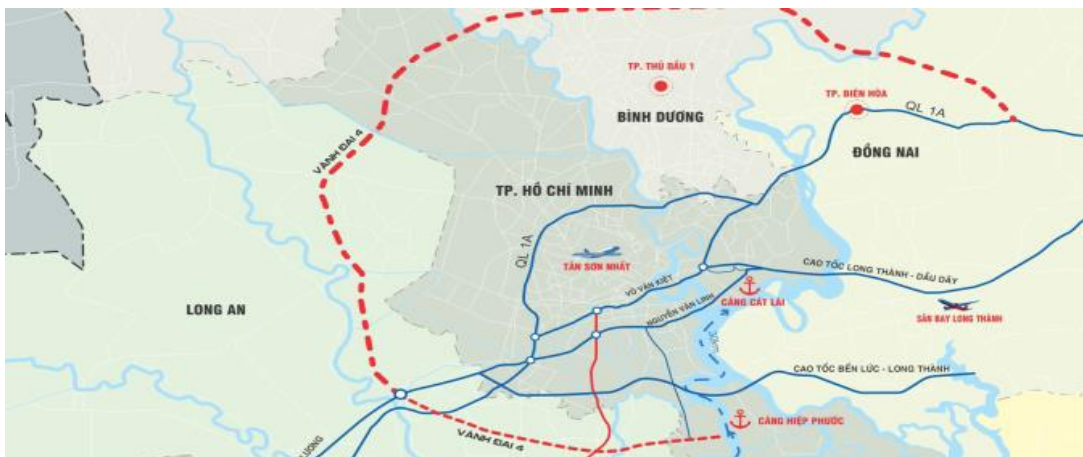 TP. THỦ DẦU 1
BÌNH DƯƠNG
TP. BIÊN HÒA
QL 1A
ĐỒNG NAI
VÀNH ĐAI 4
TP. HỒ CHÍ MINH
QL 1A
TÂN SƠN NHẤT
VÕ VĂN KIỆT
CAO TỐC LONG THÀNH - DẦU DÂY
NGUYỄN VĂN LINH
CẢNG CÁT LÁI
LONG AN
SÂN BAY LONG THÀNH
30km
CAO TỐC BẾN LỨC - LONG THÀNH
CẢNG HIỆP PHƯỚC
VÀNH ĐAI 4
LƯƠNG